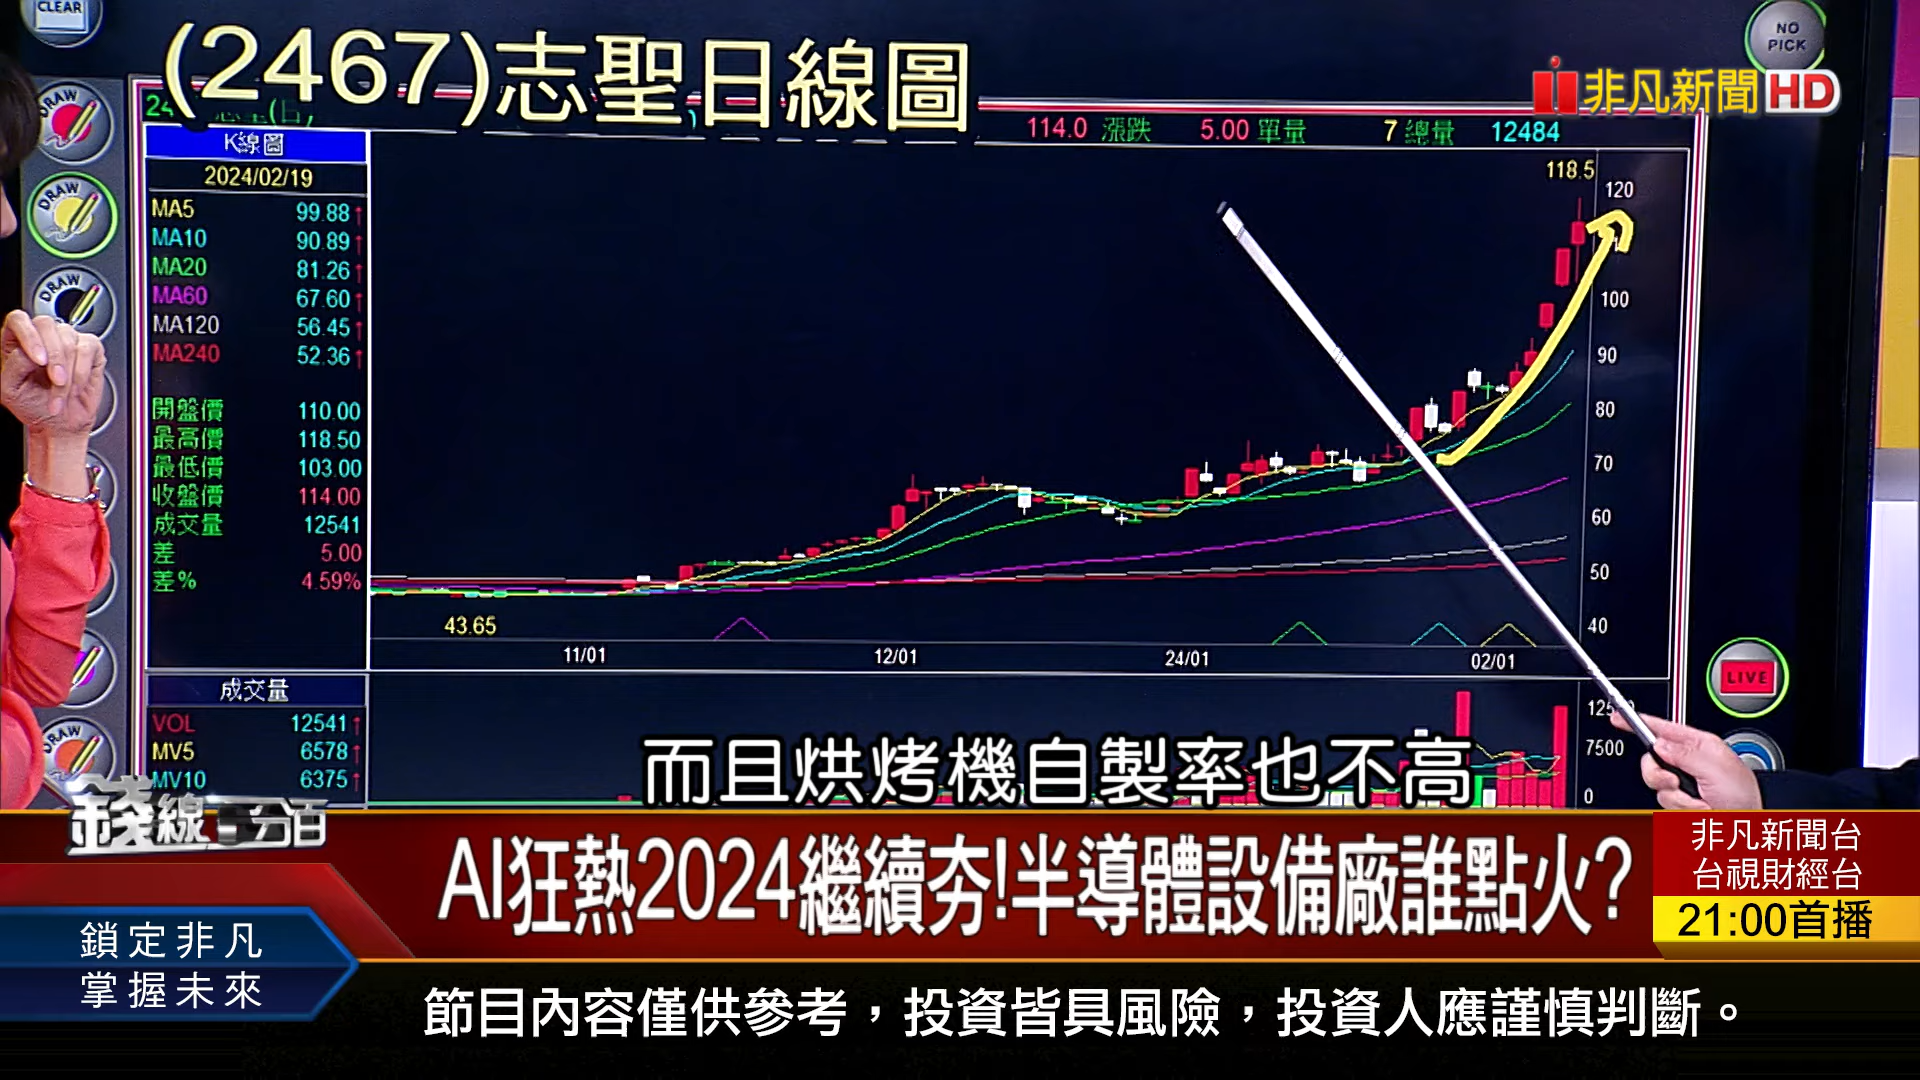 CLEAR
(2467)志聖日線圖
NO
PICK
非凡新聞HD
DRAW
114.0 漲跌 5.00 單量 7 總量 12484
K線圖
2024/02/19
MA5 99.88↑
MA10 90.89↑
MA20 81.26↑
MA60 67.60↑
MA120 56.45↑
MA240 52.36↑
開盤價 110.00
最高價 118.50
最低價 103.00
收盤價 114.00
成交量 12541
差 5.00
差% 4.59%
DRAW
DRAW
118.5
120
100
90
80
70
60
50
40
43.65
11/01 12/01 24/01 02/01
成交量
VOL 12541↑
MV5 6578↑
MV10 6375↑
7500
0
LIVE
DRAW
而且烘烤機自製率也不高
錢線百分百
AI狂熱2024繼續夯!半導體設備廠誰點火?
非凡新聞台
台視財經台
21:00首播
鎖定非凡
掌握未來
節目內容僅供參考，投資皆具風險，投資人應謹慎判斷。